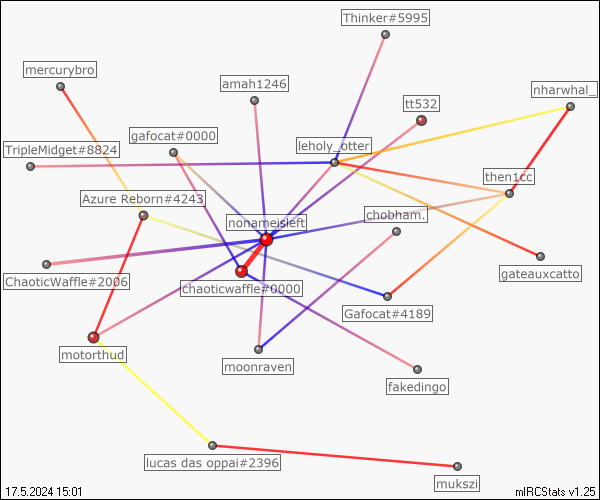 Thinker#5995
mercurybro
amah1246
nharwhal_
tt532
gafocat#0000
TripleMidget#8824
leholy_otter
then1cc
Azure Reborn#4243
chobham.
nonameisleft
ChaoticWaffle#2006
chaoticwaffle#0000
gateauxcatto
Gafocat#4189
motorthud
moonraven
fakedingo
lucas das oppai#2396
mukszi
17.5.2024 15:01
mIRCStats v1.25